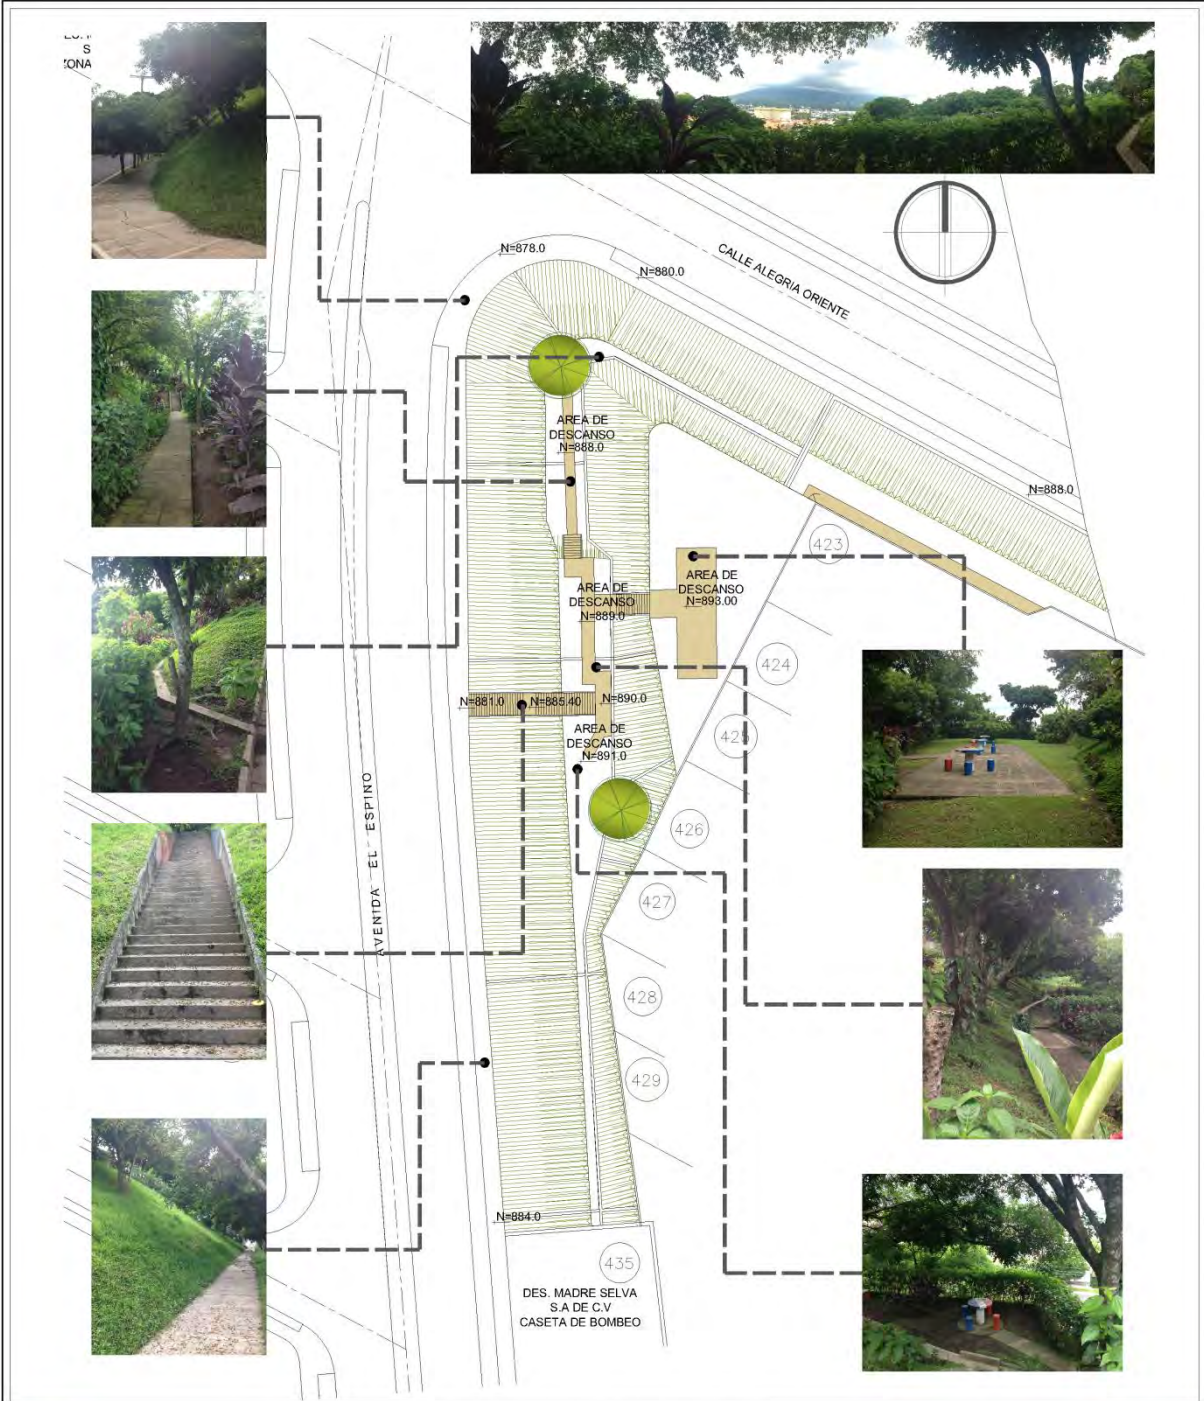 S
ZONA
N=878.0
N=880.0
CALLE ALEGRIA ORIENTE
AREA DE
DESCANSO
N=888.0
N=888.0
423
AREA DE
DESCANSO
N=889.0
AREA DE
DESCANSO
N=893.00
424
N=881.0
N=885.40
N=890.0
425
AREA DE
DESCANSO
N=891.0
AVENIDA EL ESPINO
426
427
428
429
N=884.0
435
DES. MADRE SELVA
S.A DE C.V
CASETA DE BOMBEO